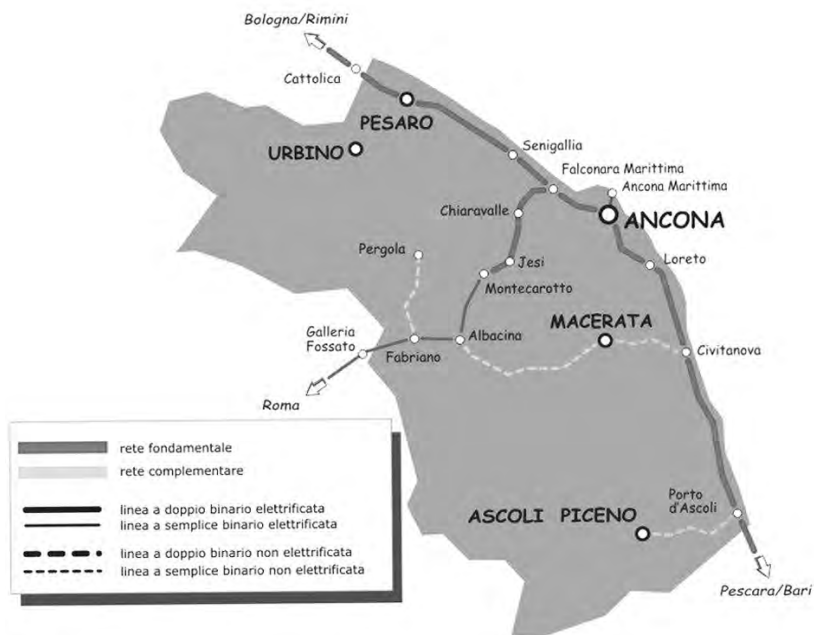 Bologna/Rimini
Cattolica
PESARO
URBINO
Senigallia
Falconara Marittima
Ancona Marittima
Chiaravalle
ANCONA
Pergola
Jesi
Loreto
Montecarotto
MACERATA
Galleria
Fossato
Albacina
Fabriano
Civitanova
Roma
rete fondamentale
rete complementare
linea a doppio binario elettrificata
linea a semplice binario elettrificata
linea a doppio binario non elettrificata
linea a semplice binario non elettrificata
ASCOLI PICENO
Porto
d'Ascoli
Pescara/Bari